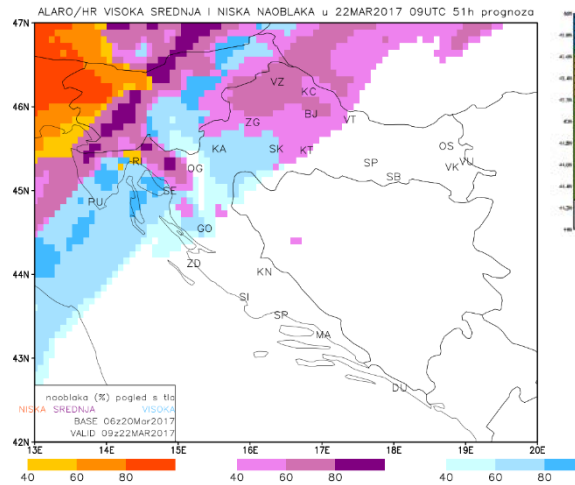 ALARO/HR VISOKA SREDNJA I NISKA NAOBLAKA u 22MAR2017 09UTC 51h prognoza
47N
46N
45N
44N
43N
42N
VZ
KC
BJ
VT
ZG
RI
KA
SK
KT
OG
SP
OS
VK
VU
SB
PU
SE
GO
ZD
KN
SI
SP
MA
DU
naoblaka (%) pogled s tla
NISKA SREDNJA VISOKA
BASE 06z20Mar2017
VALID 09z22MAR2017
13E 14E 15E 16E 17E 18E 19E 20E
40 60 80 40 60 80 40 60 80